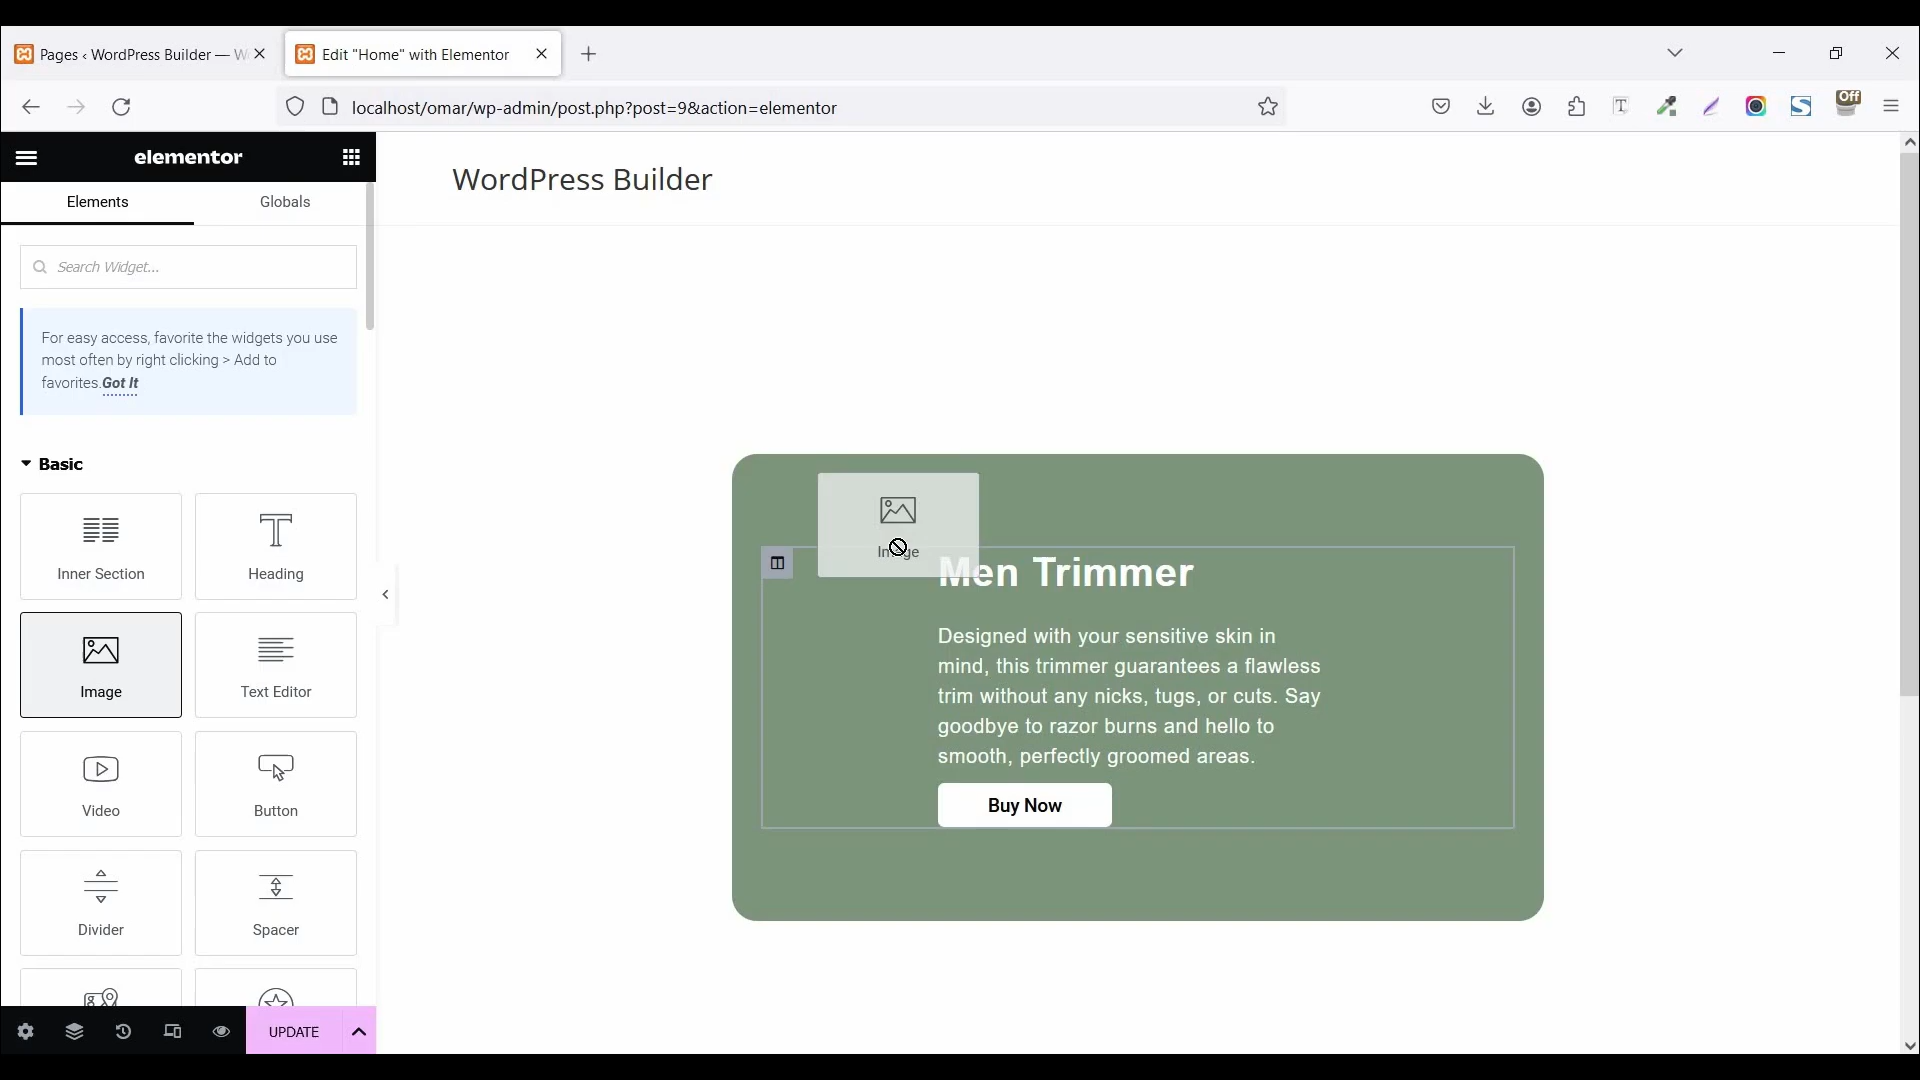 Pages ‹ WordPress Builder — W
Edit "Home" with Elementor
localhost/omar/wp-admin/post.php?post=9&action=elementor
Off
elementor
Elements
Globals
Search Widget...
For easy access, favorite the widgets you use
most often by right clicking > Add to
favorites.Got It
Basic
Inner Section
Heading
Image
Text Editor
Video
Button
Divider
Spacer
UPDATE
WordPress Builder
Image
Men Trimmer
Designed with your sensitive skin in
mind, this trimmer guarantees a flawless
trim without any nicks, tugs, or cuts. Say
goodbye to razor burns and hello to
smooth, perfectly groomed areas.
Buy Now